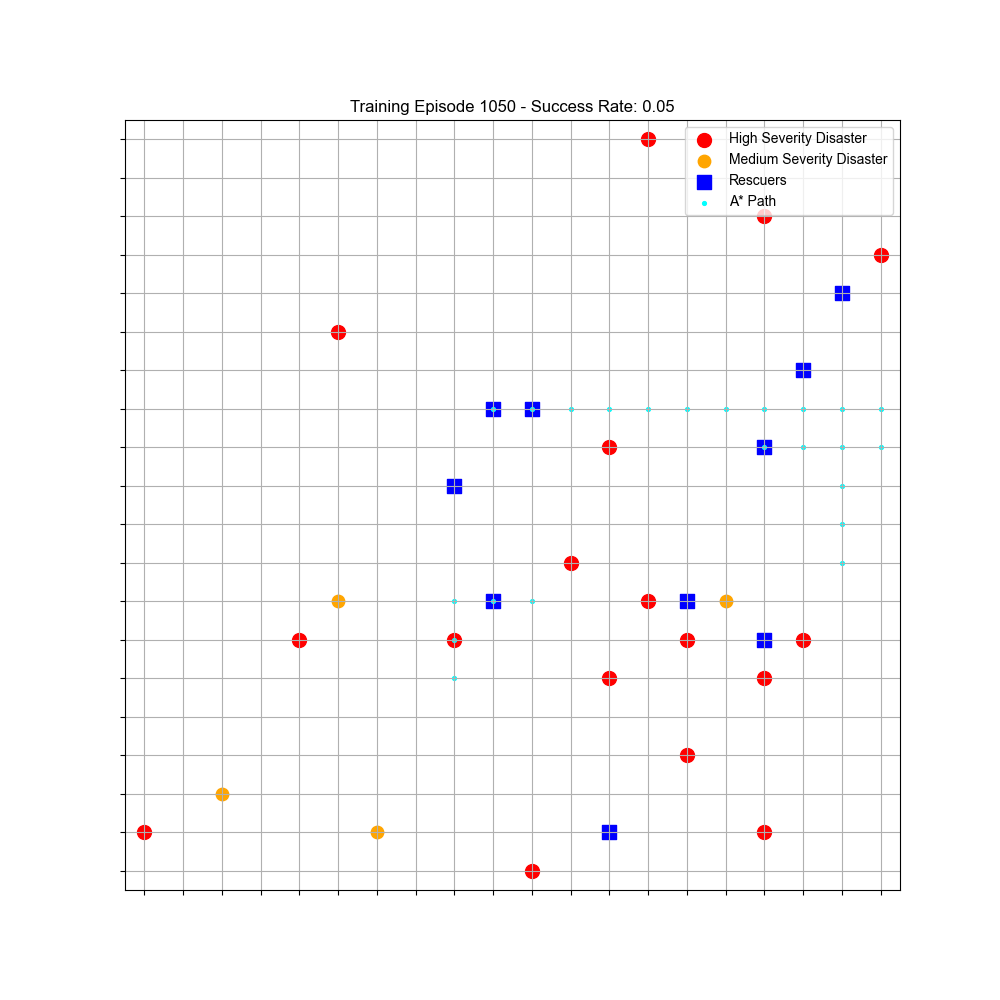 Training Episode 1050 - Success Rate: 0.05
High Severity Disaster
Medium Severity Disaster
Rescuers
A* Path